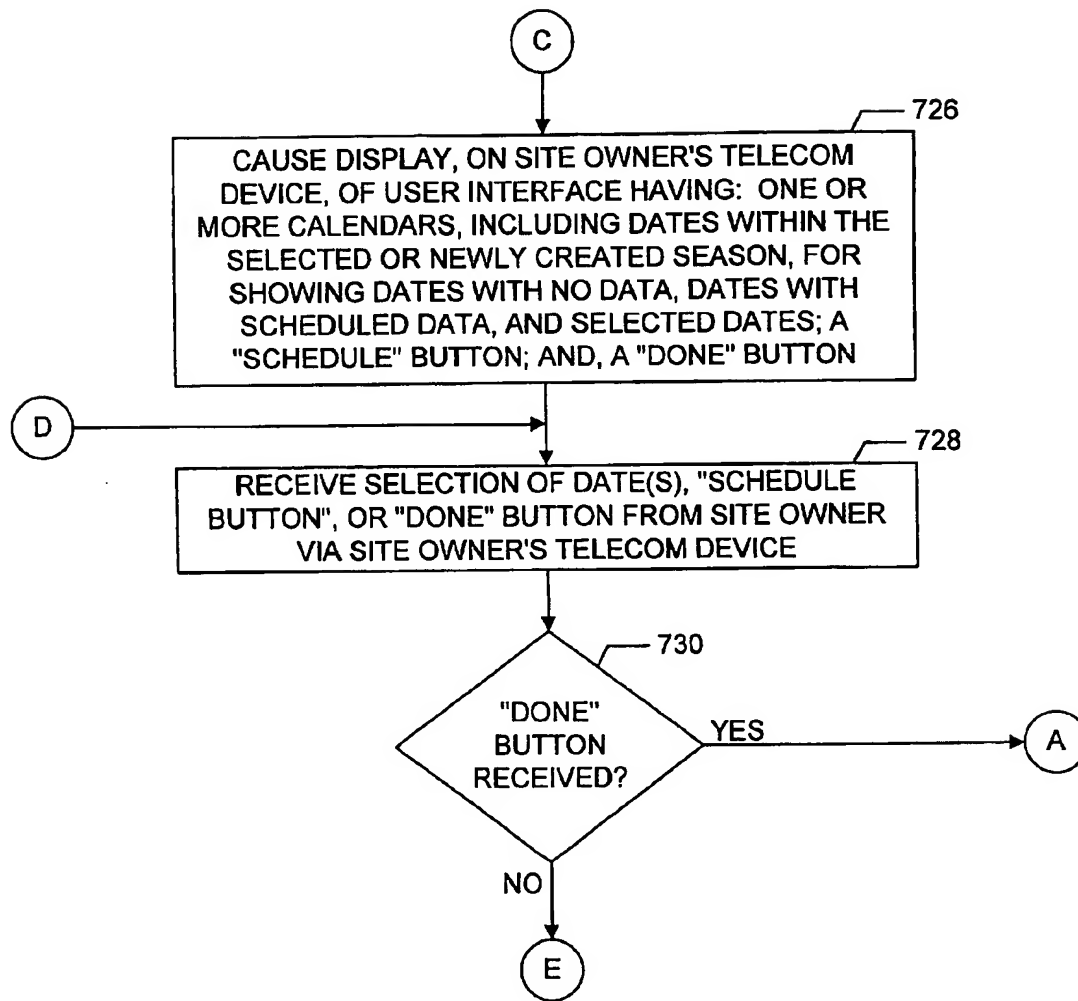 C
726
CAUSE DISPLAY, ON SITE OWNER'S TELECOM
DEVICE, OF USER INTERFACE HAVING: ONE OR
MORE CALENDARS, INCLUDING DATES WITHIN THE
SELECTED OR NEWLY CREATED SEASON, FOR
SHOWING DATES WITH NO DATA, DATES WITH
SCHEDULED DATA, AND SELECTED DATES; A
"SCHEDULE" BUTTON; AND, A "DONE" BUTTON
D
728
RECEIVE SELECTION OF DATE(S), "SCHEDULE
BUTTON", OR "DONE" BUTTON FROM SITE OWNER
VIA SITE OWNER'S TELECOM DEVICE
730
"DONE"
BUTTON
RECEIVED?
YES
A
NO
E